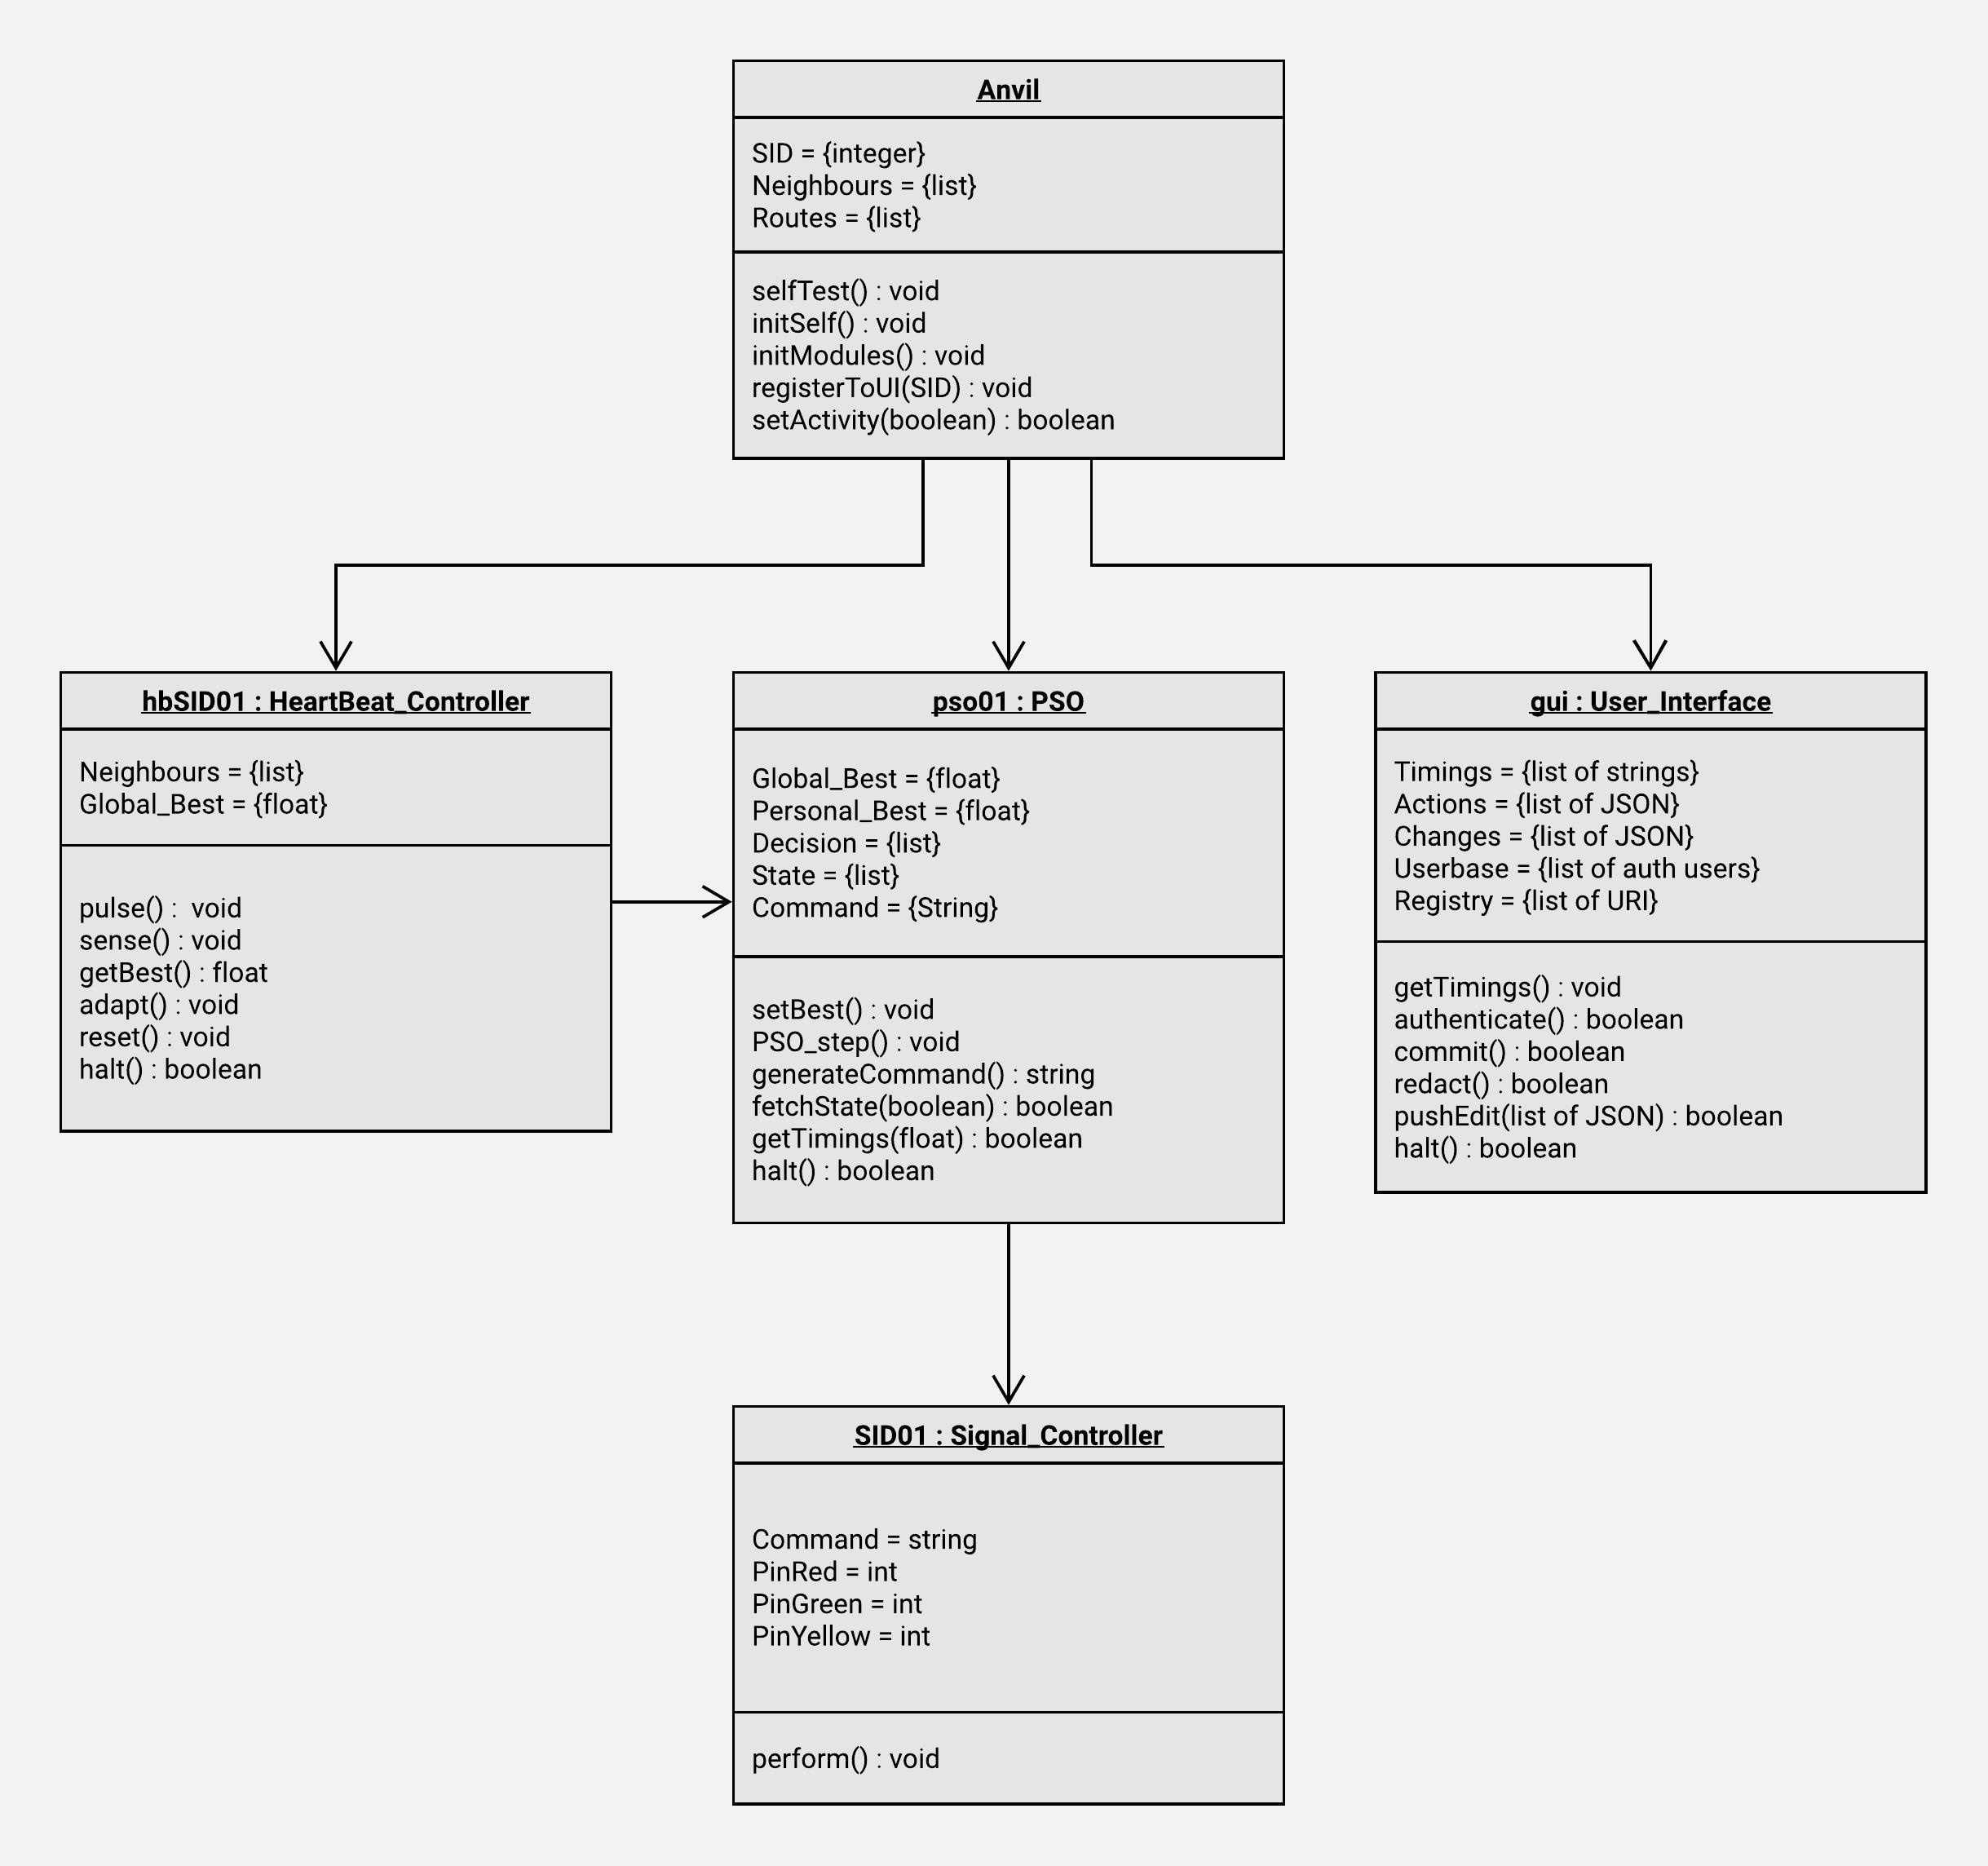 Anvil
SID = {integer}
Neighbours = {list}
Routes = {list}
selfTest() : void
initSelf() : void
initModules() : void
registerToUI(SID) : void
setActivity(boolean) : boolean
hbSID01 : HeartBeat_Controller
Neighbours = {list}
Global_Best = {float}
pulse() :  void
sense() : void
getBest() : float
adapt() : void
reset() : void
halt() : boolean
pso01 : PSO
Global_Best = {float}
Personal_Best = {float}
Decision = {list}
State = {list}
Command = {String}
setBest() : void
PSO_step() : void
generateCommand() : string
fetchState(boolean) : boolean
getTimings(float) : boolean
halt() : boolean
gui : User_Interface
Timings = {list of strings}
Actions = {list of JSON}
Changes = {list of JSON}
Userbase = {list of auth users}
Registry = {list of URI}
getTimings() : void
authenticate() : boolean
commit() : boolean
redact() : boolean
pushEdit(list of JSON) : boolean
halt() : boolean
SID01 : Signal_Controller
Command = string
PinRed = int
PinGreen = int
PinYellow = int
perform() : void